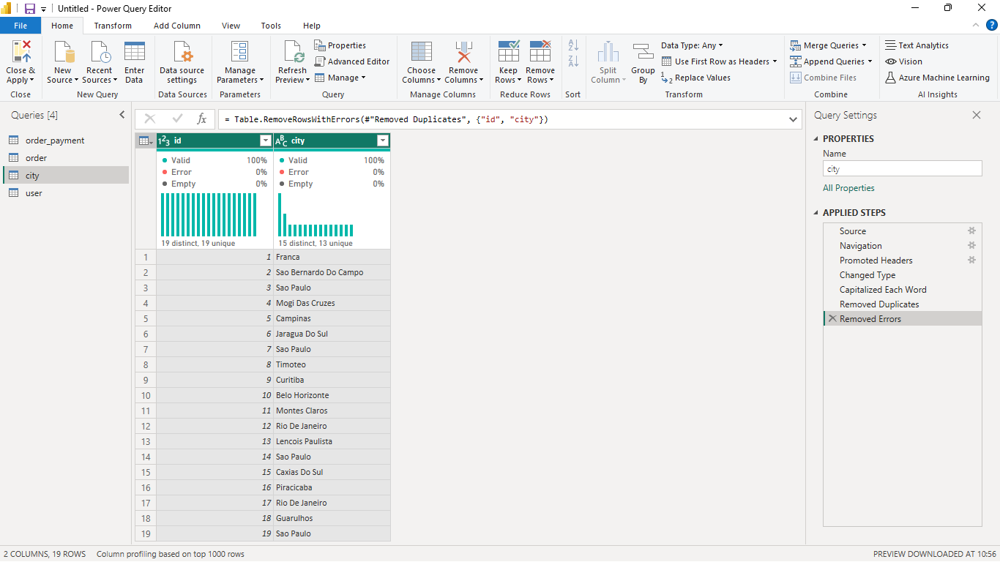 Untitled - Power Query Editor
File Home Transform Add Column View Tools Help
Close & Apply
Close
New Source
Recent Sources
Enter Data
New Query
Data source settings
Data Sources
Manage Parameters
Parameters
Refresh Preview
Properties
Advanced Editor
Manage
Query
Choose Columns
Remove Columns
Manage Columns
Keep Rows
Remove Rows
Reduce Rows
Sort
Split Column
Group By
Data Type: Any
Use First Row as Headers
Replace Values
Transform
Merge Queries
Append Queries
Combine Files
Combine
Text Analytics
Vision
Azure Machine Learning
AI Insights
Queries [4]
order_payment
order
city
user
fx = Table.RemoveRowsWithErrors(#"Removed Duplicates", {"id", "city"})
123 id ABC city
Valid 100% Valid 100%
Error 0% Error 0%
Empty 0% Empty 0%
19 distinct, 19 unique 15 distinct, 13 unique
1 1 Franca
2 2 Sao Bernardo Do Campo
3 3 Sao Paulo
4 4 Mogi Das Cruzes
5 5 Campinas
6 6 Jaragua Do Sul
7 7 Sao Paulo
8 8 Timoteo
9 9 Curitiba
10 10 Belo Horizonte
11 11 Montes Claros
12 12 Rio De Janeiro
13 13 Lencois Paulista
14 14 Sao Paulo
15 15 Caxias Do Sul
16 16 Piracicaba
17 17 Rio De Janeiro
18 18 Guarulhos
19 19 Sao Paulo
Query Settings
PROPERTIES
Name
city
All Properties
APPLIED STEPS
Source
Navigation
Promoted Headers
Changed Type
Capitalized Each Word
Removed Duplicates
Removed Errors
2 COLUMNS, 19 ROWS Column profiling based on top 1000 rows PREVIEW DOWNLOADED AT 10:56